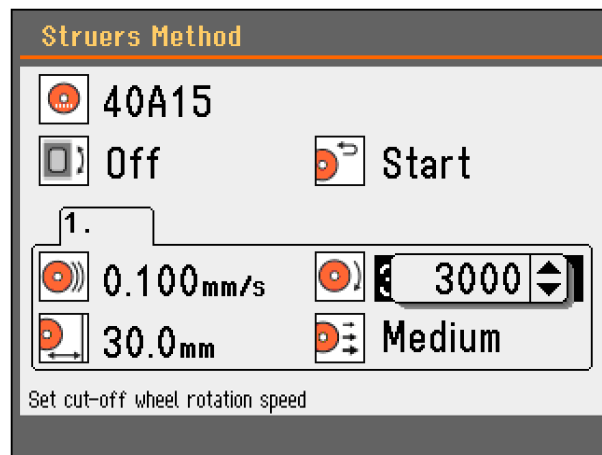 Struers Method
40A15
Off Start
1.
0.100mm/s 3000
30.0mm Medium
Set cut-off wheel rotation speed